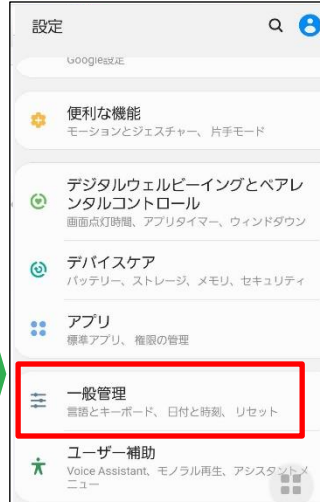 設定
Google設定
便利な機能
モーションとジェスチャー、 片手モード
デジタルウェルビーイングとペアレ
ンタルコントロール
画面点灯時間、アプリタイマー、ウィンドダウン
デバイスケア
バッテリー、ストレージ、メモリ、セキュリティ
アプリ
標準アプリ、 権限の管理
一般管理
言語とキーボード、 日付と時刻、 リセット
ユーザー補助
Voice Assistant、モノラル再生、アシスタントメ
ニュー